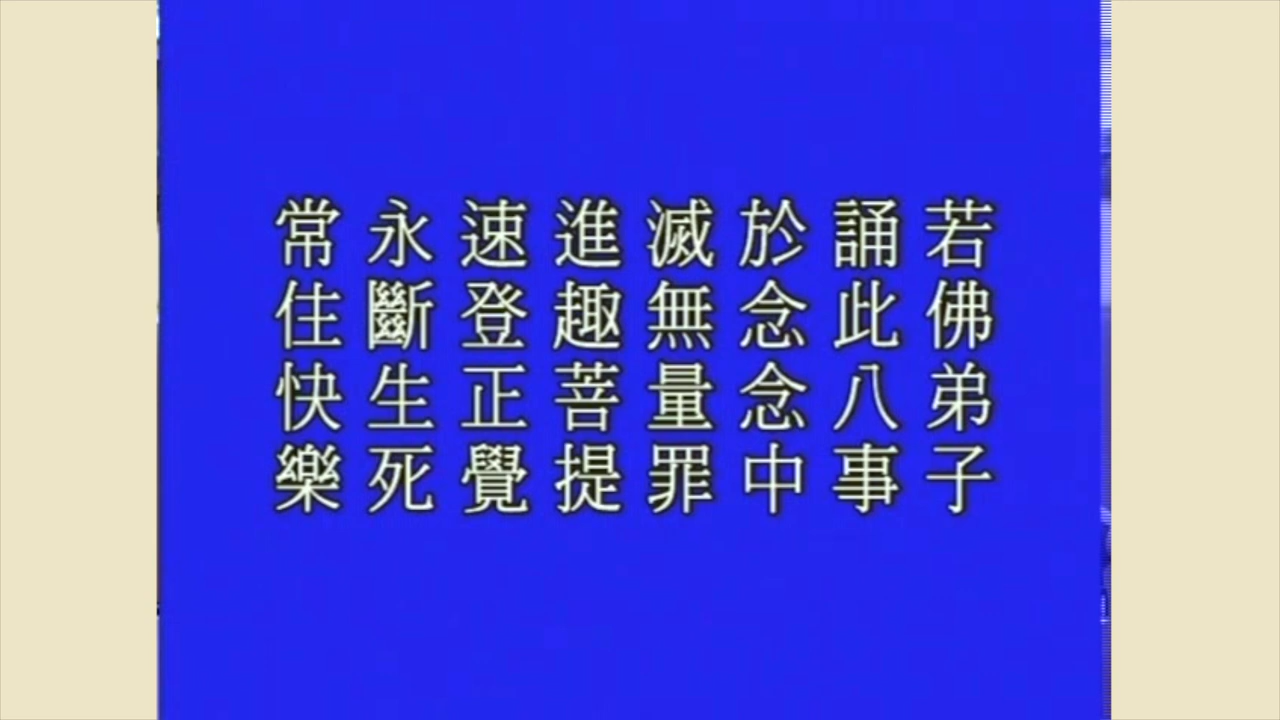 若佛弟子
誦此八事
於念念中
滅無量罪
進趣菩提
速登正覺
永斷生死
常住快樂